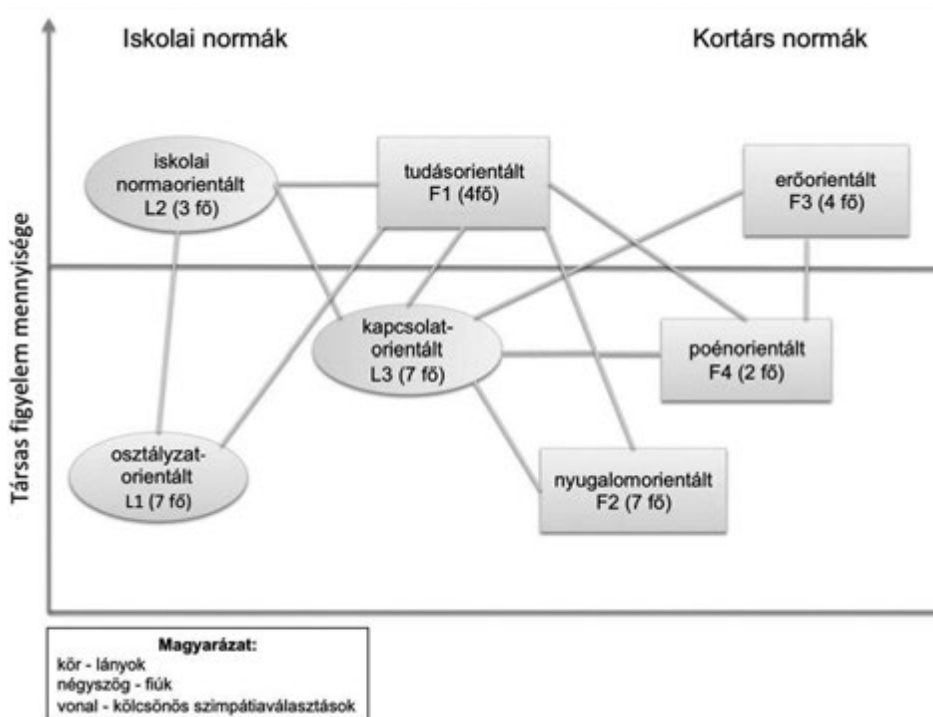 Iskolai normák
Kortárs normák
Társas figyelem mennyisége
iskolai
normaorientált
L2 (3 fő)
tudásorientált
F1 (4fő)
erőorientált
F3 (4 fő)
kapcsolat-
orientált
L3 (7 fő)
poénorientált
F4 (2 fő)
osztályzat-
orientált
L1 (7 fő)
nyugalomorientált
F2 (7 fő)
Magyarázat:
kör - lányok
négyszög - fiúk
vonal - kölcsönös szimpátiaválasztások